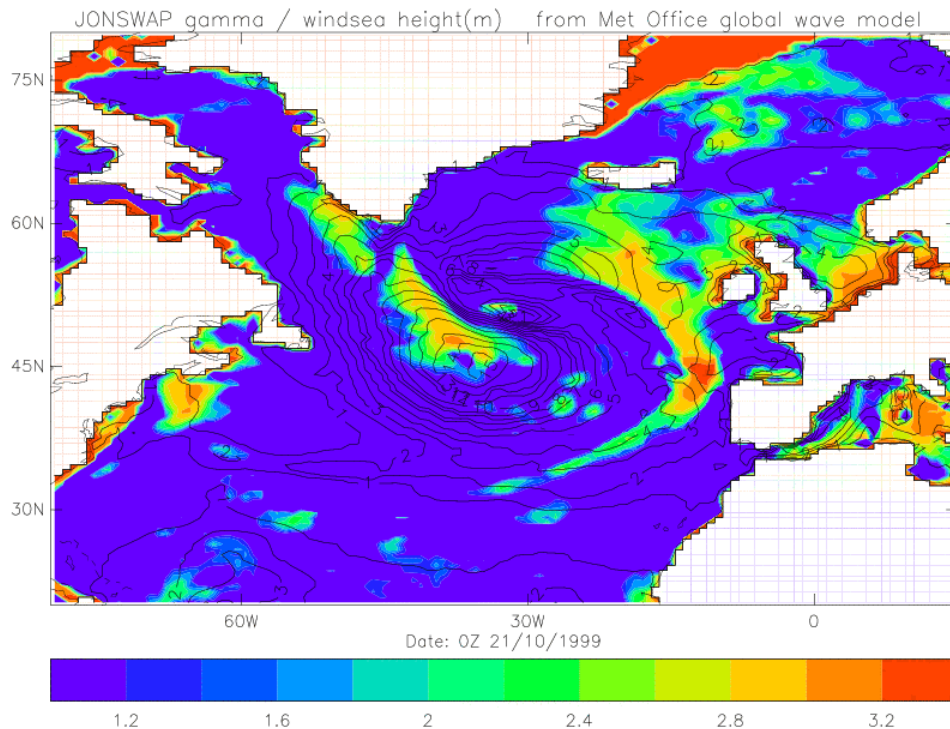 JONSWAP gamma / windsea height(m) from Met Office global wave model
75N
60N
45N
30N
60W 30W 0
Date: 0Z 21/10/1999
1.2 1.6 2 2.4 2.8 3.2